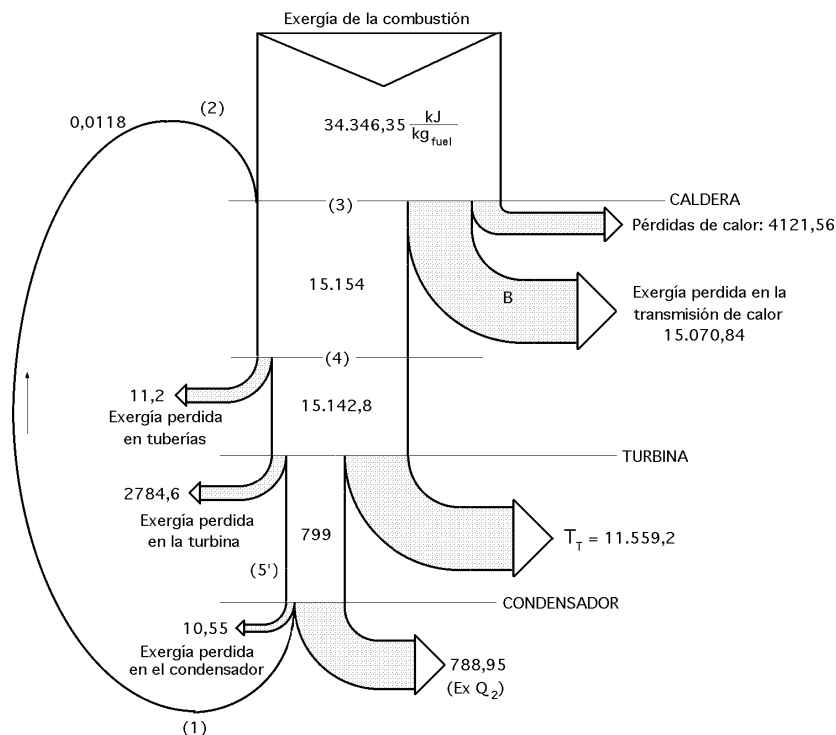 Exergía de la combustión
(2)
0,0118
34.346,35 kJ
kg fuel
(3)
CALDERA
Pérdidas de calor: 4121,56
15.154
B
Exergía perdida en la
transmisión de calor
15.070,84
(4)
11,2
Exergía perdida
en tuberías
15.142,8
TURBINA
2784,6
Exergía perdida
en la turbina
799
T T = 11.559,2
(5')
CONDENSADOR
10,55
Exergía perdida
en el condensador
788,95
(Ex Q 2)
(1)